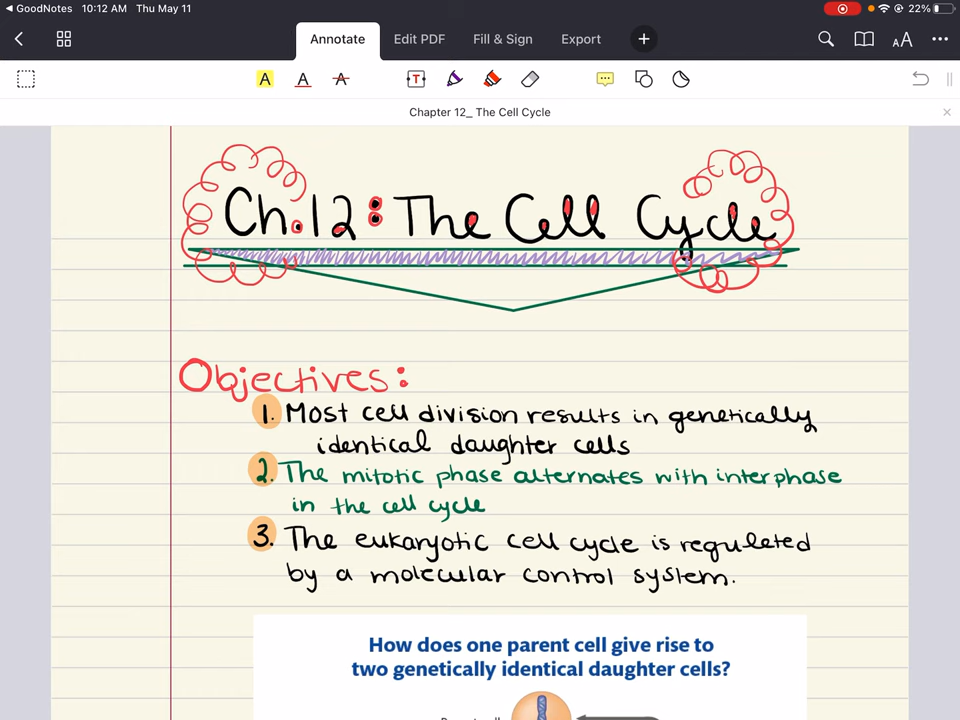 GoodNotes 10:12 AM Thu May 11 22%
Annotate Edit PDF Fill & Sign Export
Chapter 12_ The Cell Cycle
Ch.12: The Cell Cycle
Objectives:
1. Most cell division results in genetically
identical daughter cells
2. The mitotic phase alternates with interphase
in the cell cycle
3. The eukaryotic cell cycle is regulated
by a molecular control system.
How does one parent cell give rise to
two genetically identical daughter cells?